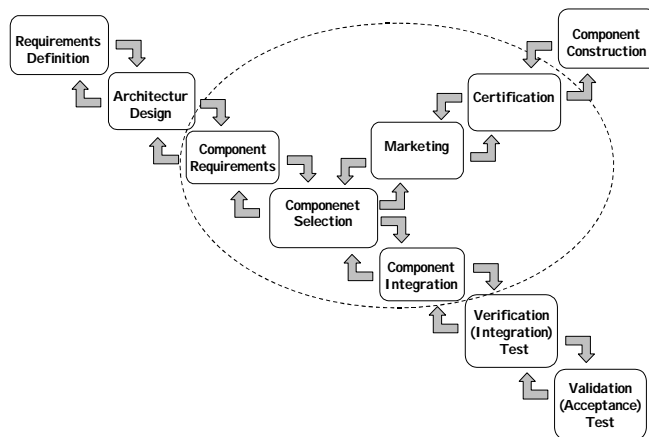 Requirements
Definition
Component
Construction
Architectur
Design
Certification
Component
Requirements
Marketing
Componenet
Selection
Component
Integration
Verification
(Integration)
Test
Validation
(Acceptance)
Test